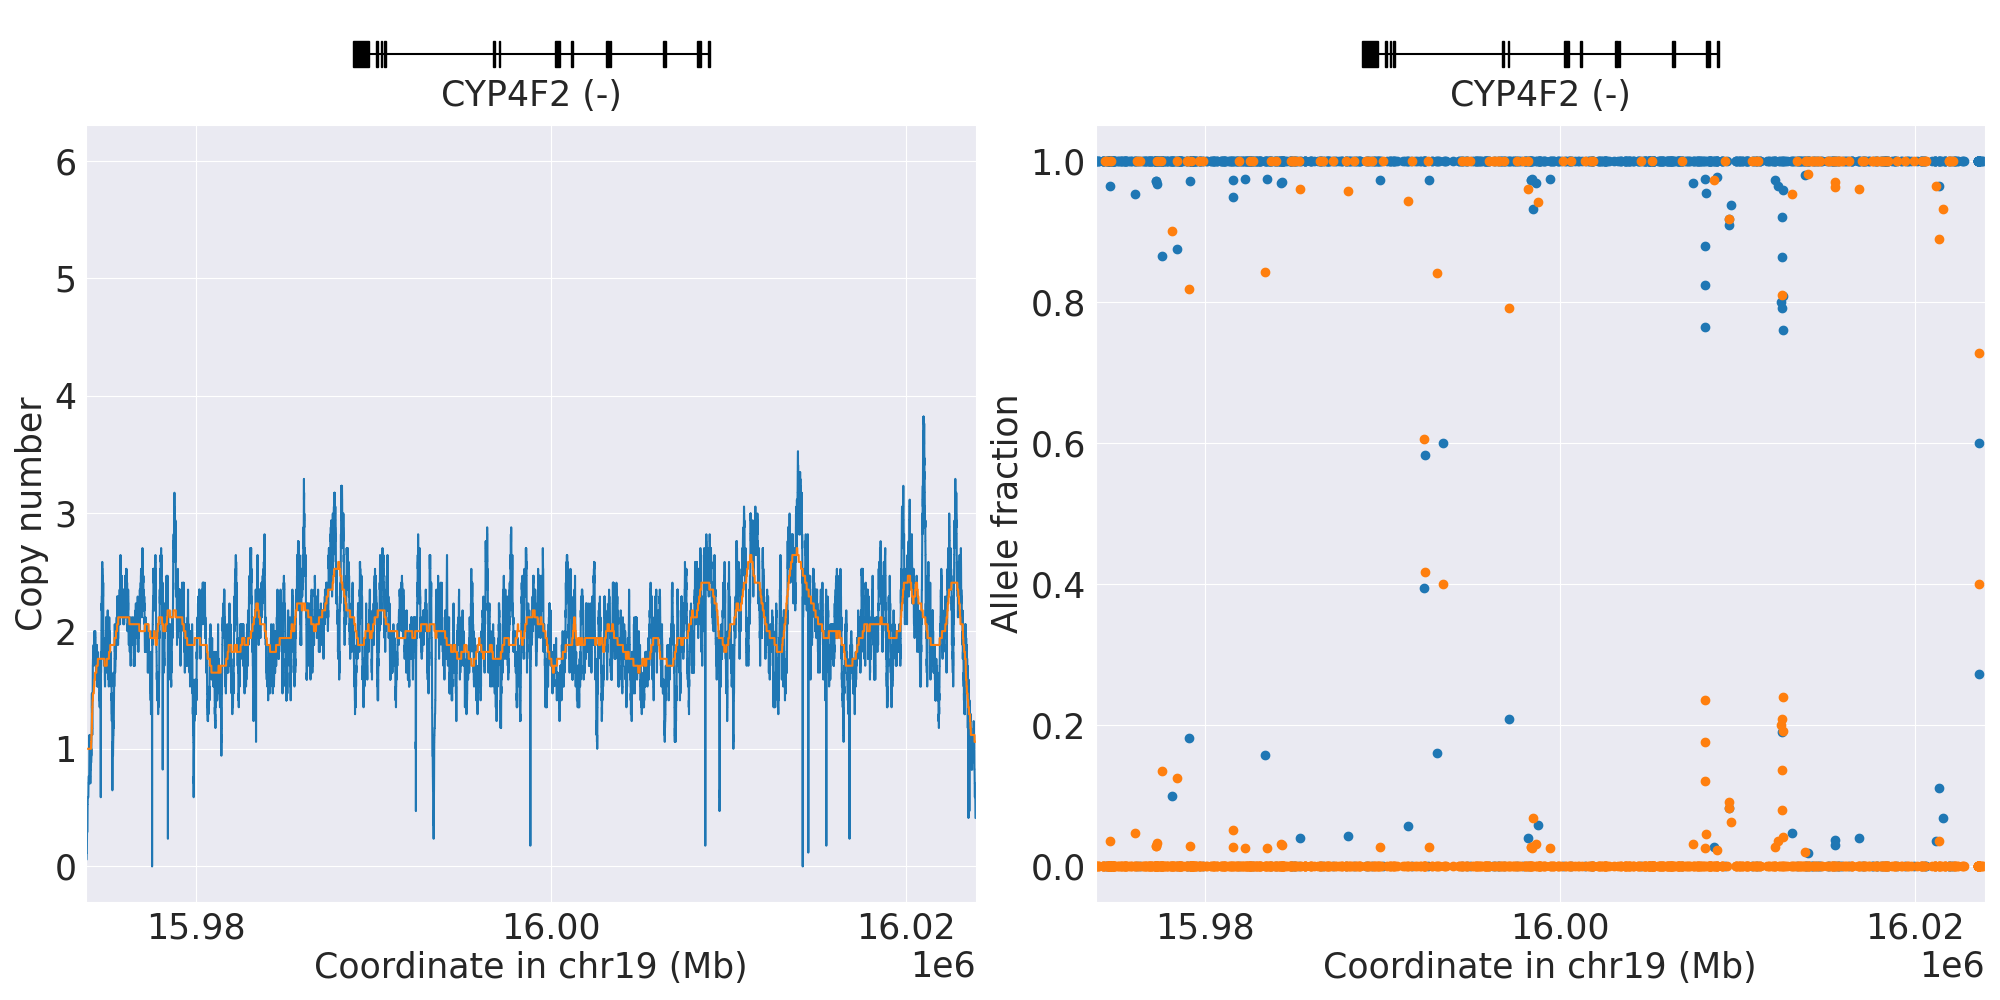 CYP4F2 (-)
6
5
4
3
2
1
0
Copy number
15.98
16.00
16.02
Coordinate in chr19 (Mb)
1e6
CYP4F2 (-)
1.0
0.8
0.6
0.4
0.2
0.0
Allele fraction
15.98
16.00
16.02
Coordinate in chr19 (Mb)
1e6